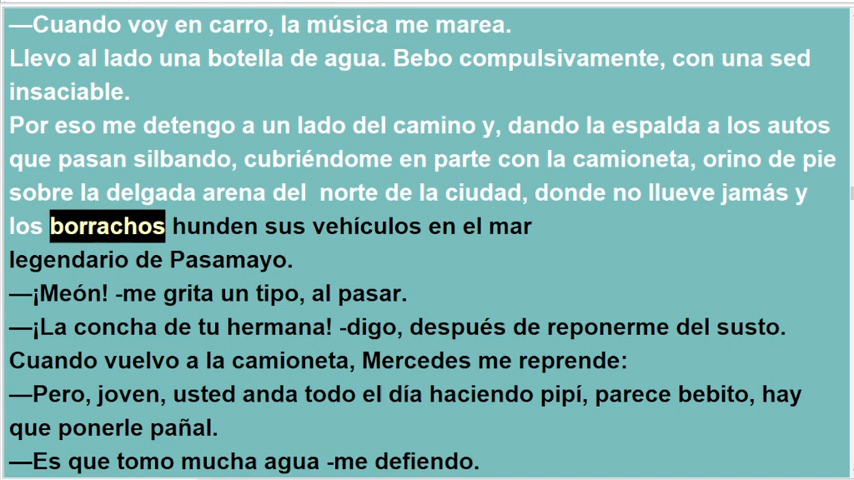 —Cuando voy en carro, la música me marea.
Llevo al lado una botella de agua. Bebo compulsivamente, con una sed
insaciable.
Por eso me detengo a un lado del camino y, dando la espalda a los autos
que pasan silbando, cubriéndome en parte con la camioneta, orino de pie
sobre la delgada arena del  norte de la ciudad, donde no llueve jamás y
los borrachos hunden sus vehículos en el mar
legendario de Pasamayo.
—¡Meón! -me grita un tipo, al pasar.
—¡La concha de tu hermana! -digo, después de reponerme del susto.
Cuando vuelvo a la camioneta, Mercedes me reprende:
—Pero, joven, usted anda todo el día haciendo pipí, parece bebito, hay
que ponerle pañal.
—Es que tomo mucha agua -me defiendo.